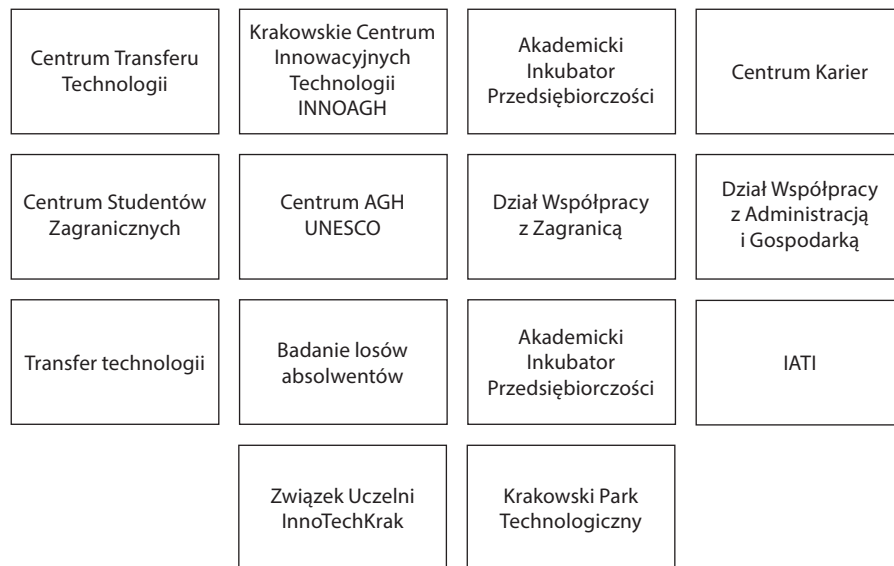 Centrum Transferu
Technologii
Krakowskie Centrum
Innowacyjnych
Technologii
INNOAGH
Akademicki
Inkubator
Przedsiębiorczości
Centrum Karier
Centrum Studentów
Zagranicznych
Centrum AGH
UNESCO
Dział Współpracy
z Zagranicą
Dział Współpracy
z Administracją
i Gospodarką
Transfer technologii
Badanie losów
absolwentów
Akademicki
Inkubator
Przedsiębiorczości
IATI
Związek Uczelni
InnoTechKrak
Krakowski Park
Technologiczny